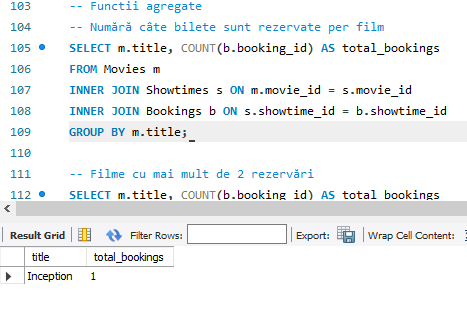 103 -- Functii agregate
104 -- Numără câte bilete sunt rezervate per film
105 SELECT m.title, COUNT(b.booking_id) AS total_bookings
106 FROM Movies m
107 INNER JOIN Showtimes s ON m.movie_id = s.movie_id
108 INNER JOIN Bookings b ON s.showtime_id = b.showtime_id
109 GROUP BY m.title;
110
111 -- Filme cu mai mult de 2 rezervări
112 SELECT m.title, COUNT(b.booking_id) AS total_bookings
Result Grid Filter Rows: Export: Wrap Cell Content:
title total_bookings
Inception 1